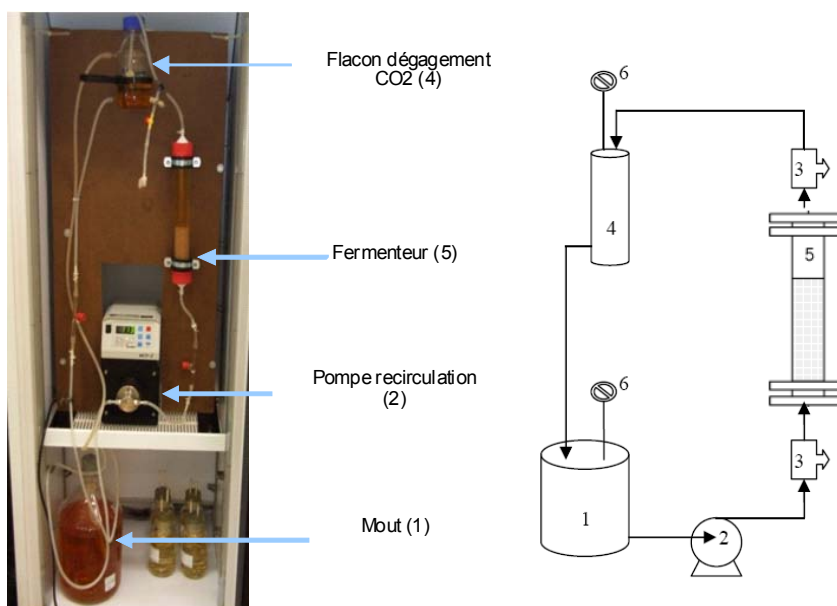 Flacon dégagement
CO2 (4)
6
3
4
5
Fermenteur (5)
Pompe recirculation
(2)
6
3
1
2
Mout (1)